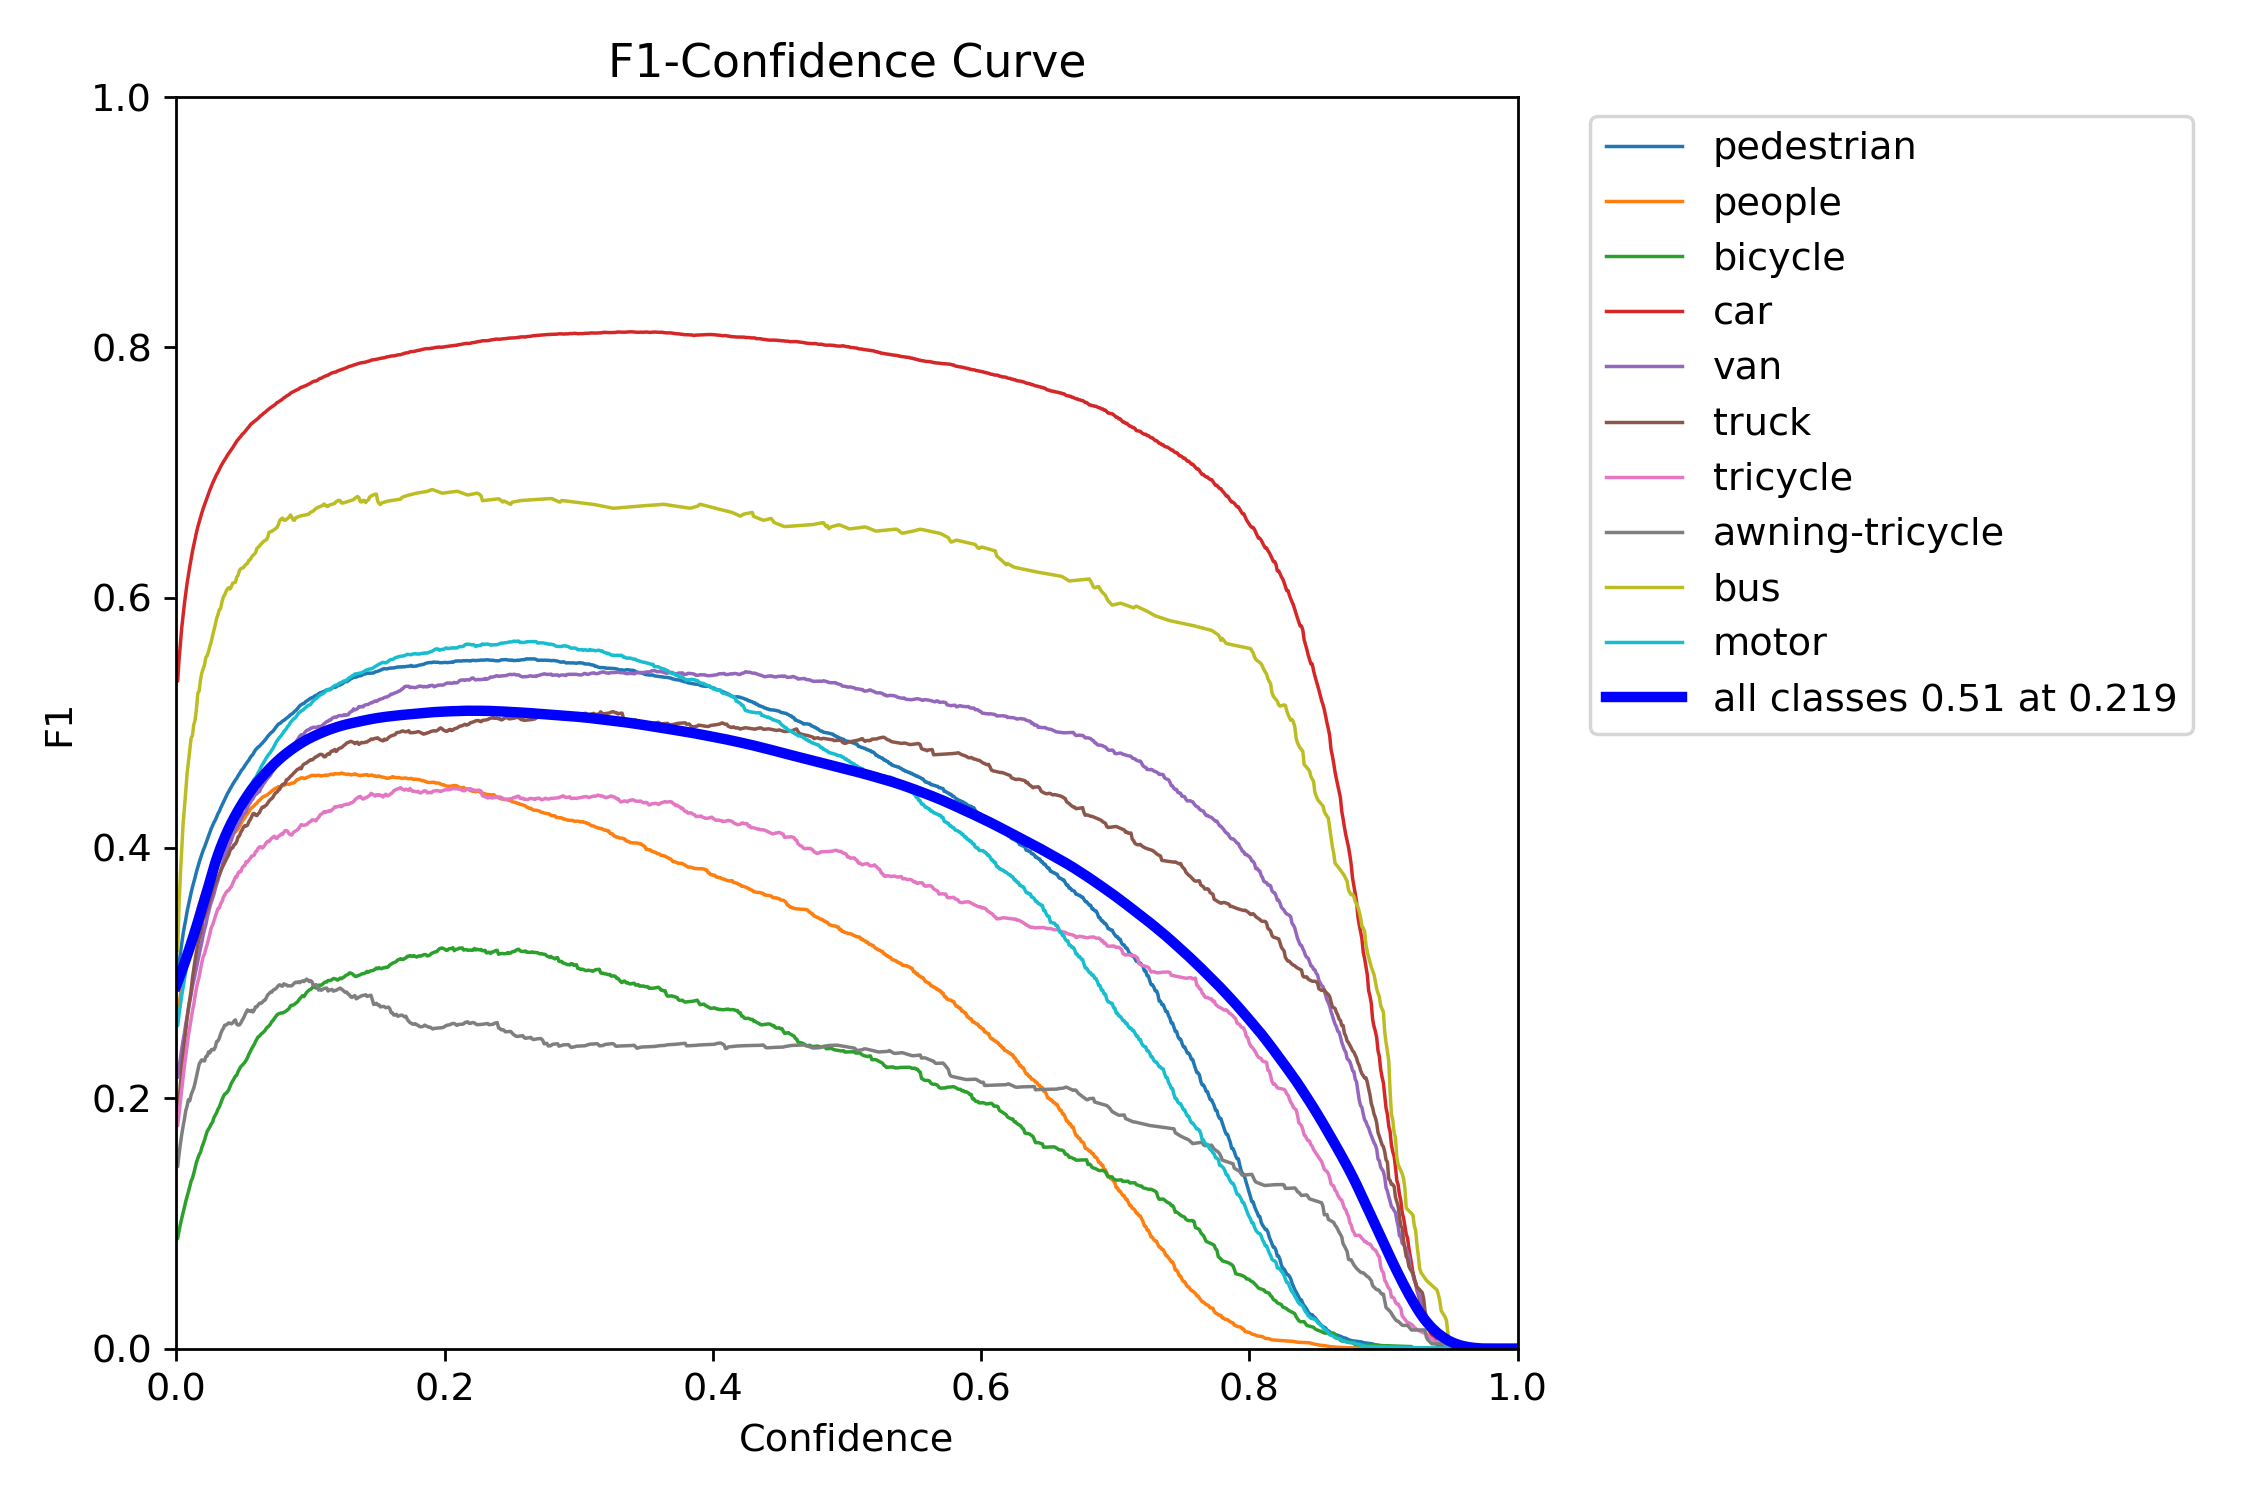 F1-Confidence Curve
1.0
0.8
0.6
0.4
0.2
0.0
F1
0.0 0.2 0.4 0.6 0.8 1.0
Confidence
pedestrian
people
bicycle
car
van
truck
tricycle
awning-tricycle
bus
motor
all classes 0.51 at 0.219